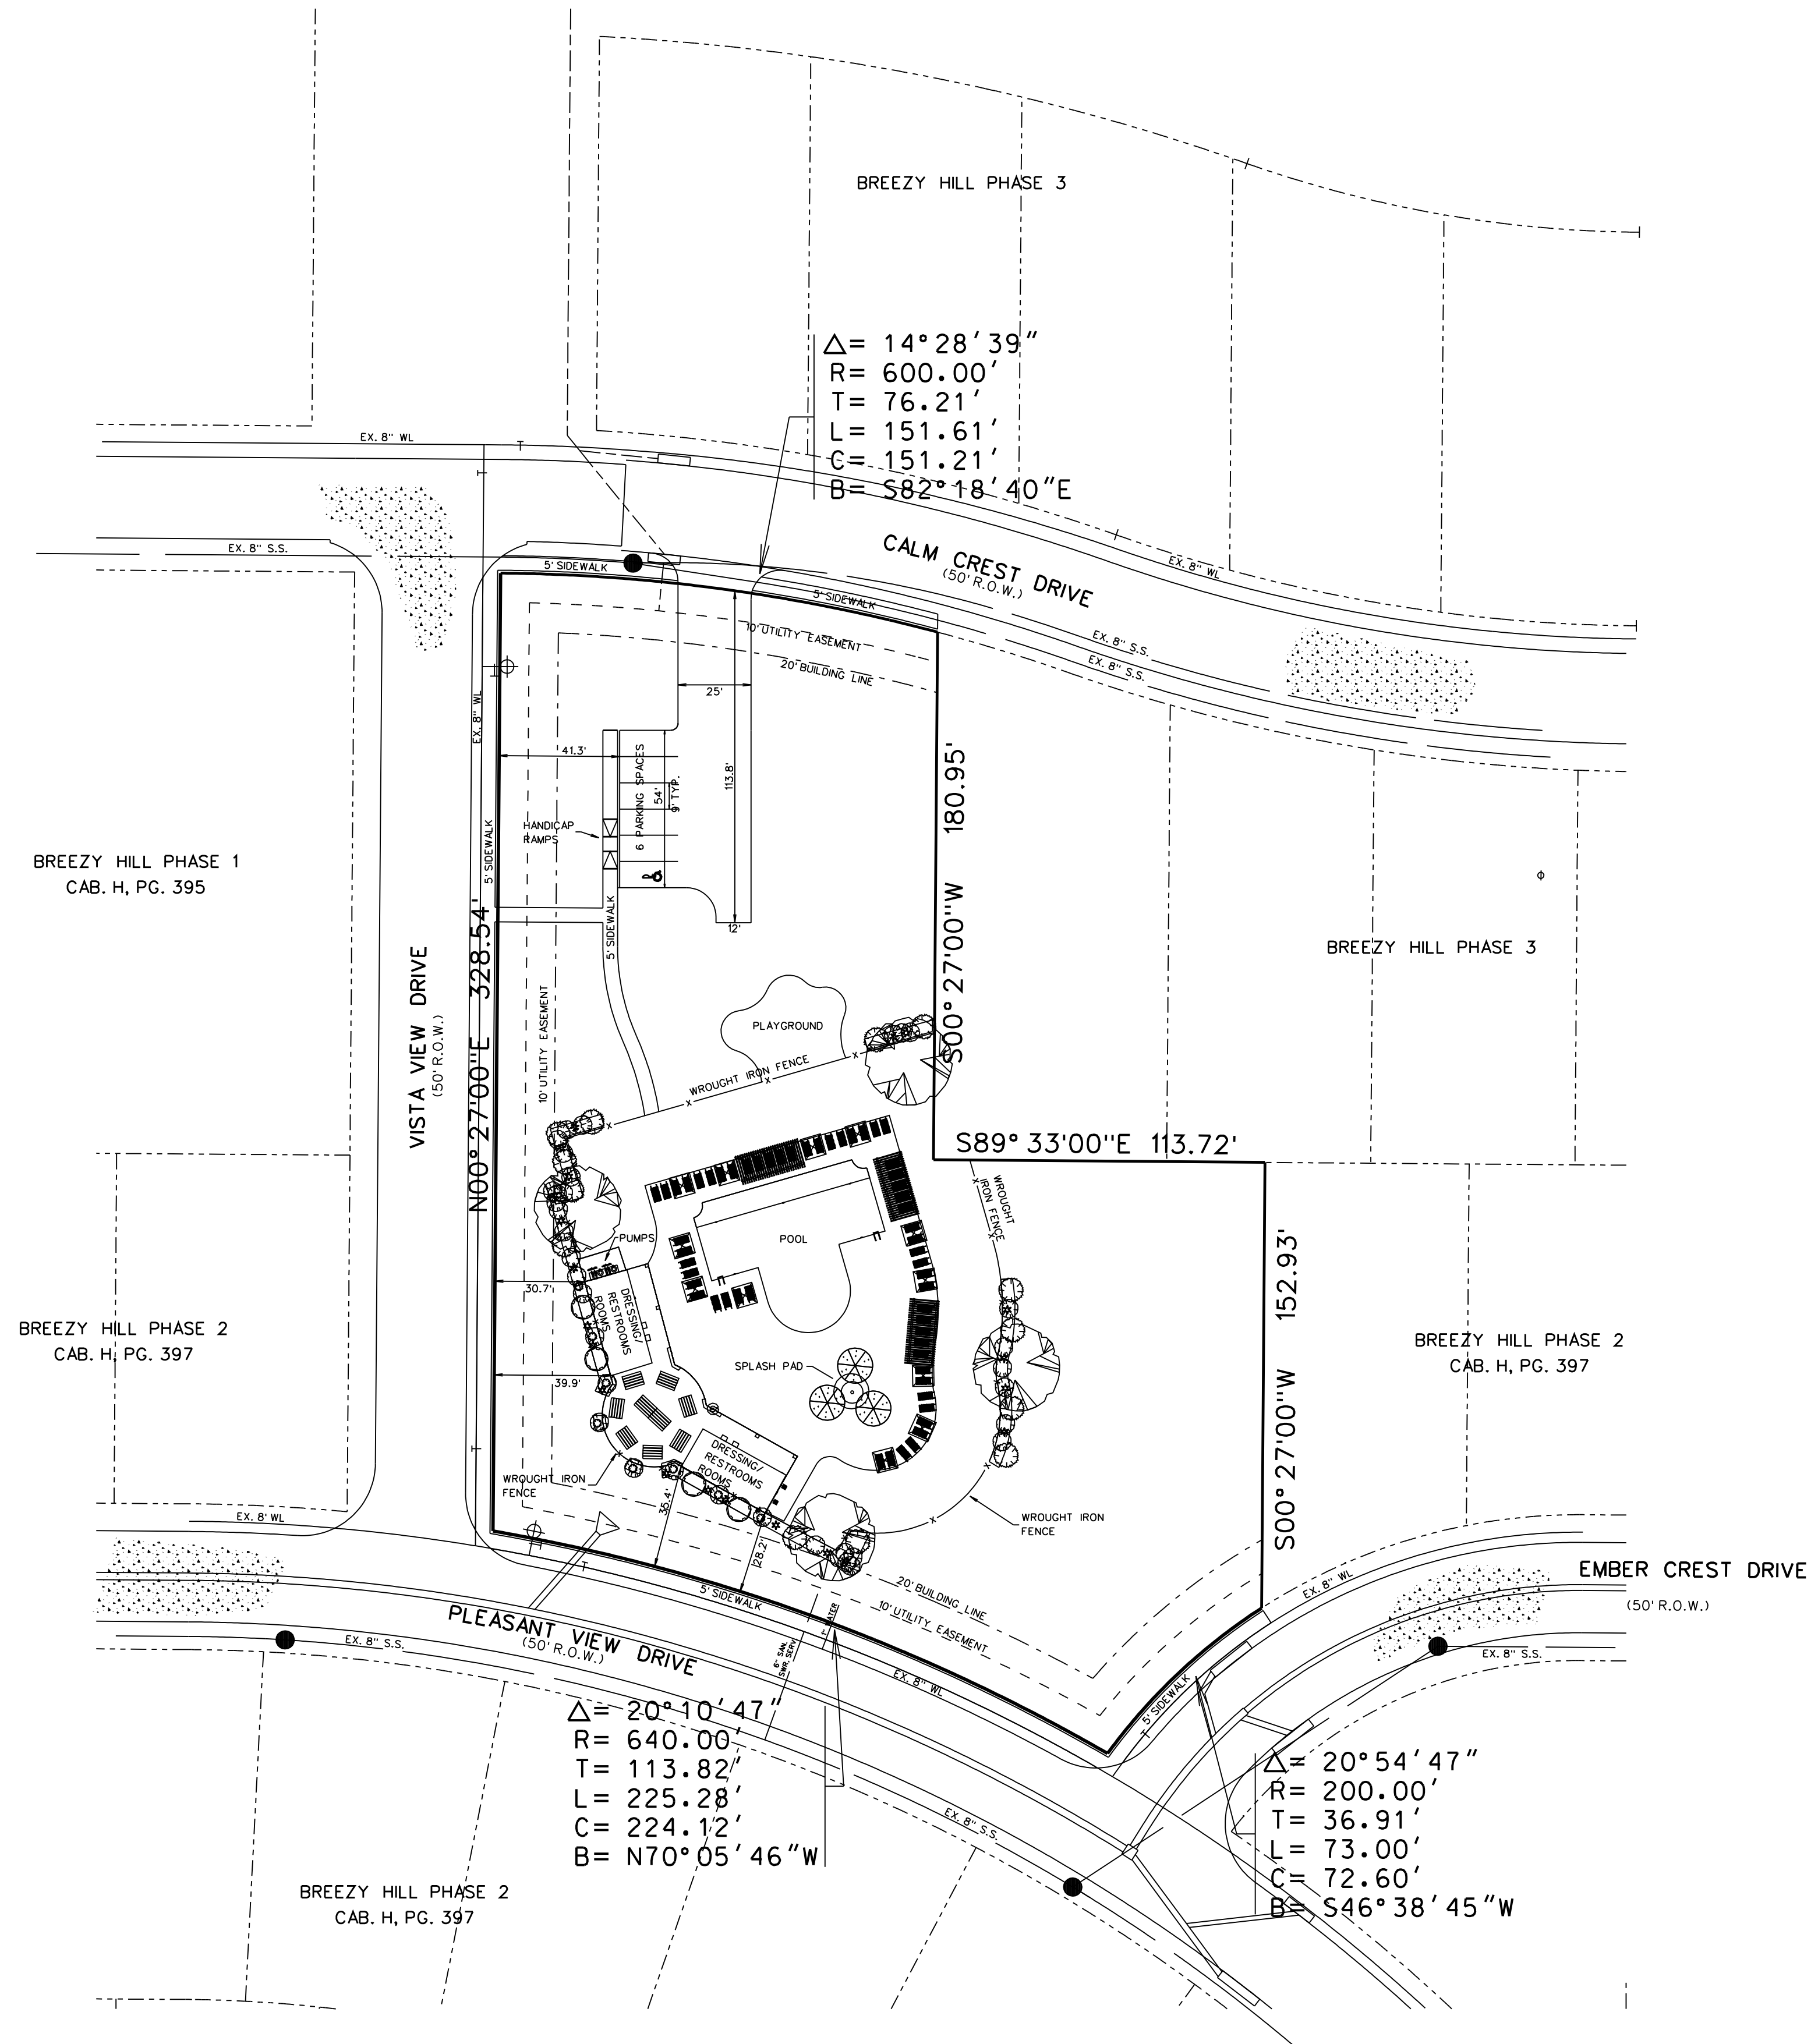 BREEZY HILL PHASE 3
Δ= 14°28'39"
R= 600.00'
T= 76.21'
L= 151.61'
C= 151.21'
B= S82°18'40"E
EX. 8" WL
EX. 8" S.S.
5' SIDEWALK
CALM CREST DRIVE
(50' R.O.W.)
EX. 8" WL
5' SIDEWALK
10' UTILITY EASEMENT
20' BUILDING LINE
EX. 8" S.S.
EX. 8" S.S.
25'
EX. 8" WL
41.3'
6 PARKING SPACES
54'
9' TYP.
113.8'
180.95'
S00°27'00"W
HANDICAP
RAMPS
5' SIDEWALK
BREEZY HILL PHASE 1
CAB. H, PG. 395
5' SIDEWALK
12'
BREEZY HILL PHASE 3
VISTA VIEW DRIVE
(50' R.O.W.)
N00°27'00"E 328.54'
10' UTILITY EASEMENT
PLAYGROUND
WROUGHT IRON FENCE
S89°33'00"E 113.72'
WROUGHT
IRON FENCE
PUMPS
POOL
30.7'
DRESSING/
RESTROOMS
ROOMS
S00°27'00"W 152.93'
BREEZY HILL PHASE 2
CAB. H, PG. 397
BREEZY HILL PHASE 2
CAB. H, PG. 397
SPLASH PAD
39.9'
DRESSING/
RESTROOMS
ROOMS
WROUGHT IRON
FENCE
35.4'
28.2'
WROUGHT IRON
FENCE
EX. 8' WL
20' BUILDING LINE
10' UTILITY EASEMENT
5' SIDEWALK
EX. 8" WL
EMBER CREST DRIVE
(50' R.O.W.)
PLEASANT VIEW DRIVE
(50' R.O.W.)
EX. 8" S.S.
6" SAN.
SWR. SERV.
EX. 8" WL
5' SIDEWALK
EX. 8" S.S.
Δ= 20°10'47"
R= 640.00'
T= 113.82'
L= 225.28'
C= 224.12'
B= N70°05'46"W
EX. 8" S.S.
Δ= 20°54'47"
R= 200.00'
T= 36.91'
L= 73.00'
C= 72.60'
B= S46°38'45"W
BREEZY HILL PHASE 2
CAB. H, PG. 397